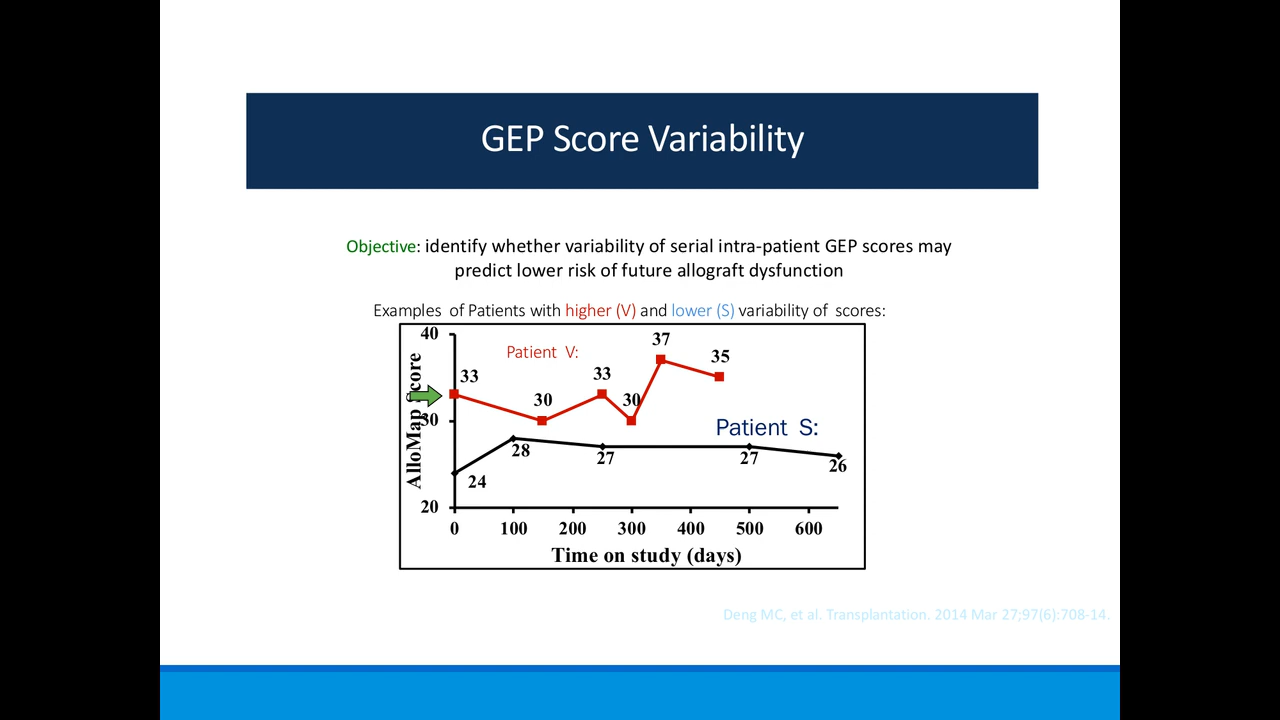 GEP Score Variability
Objective: identify whether variability of serial intra-patient GEP scores may
predict lower risk of future allograft dysfunction
Examples of Patients with higher (V) and lower (S) variability of scores:
40
30
20
AlloMap Score
Patient V:
33
30
33
30
37
35
Patient S:
24
28
27
27
26
0 100 200 300 400 500 600
Time on study (days)
Deng MC, et al. Transplantation. 2014 Mar 27;97(6):708-14.